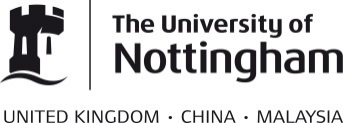 The University of
Nottingham
UNITED KINGDOM · CHINA · MALAYSIA